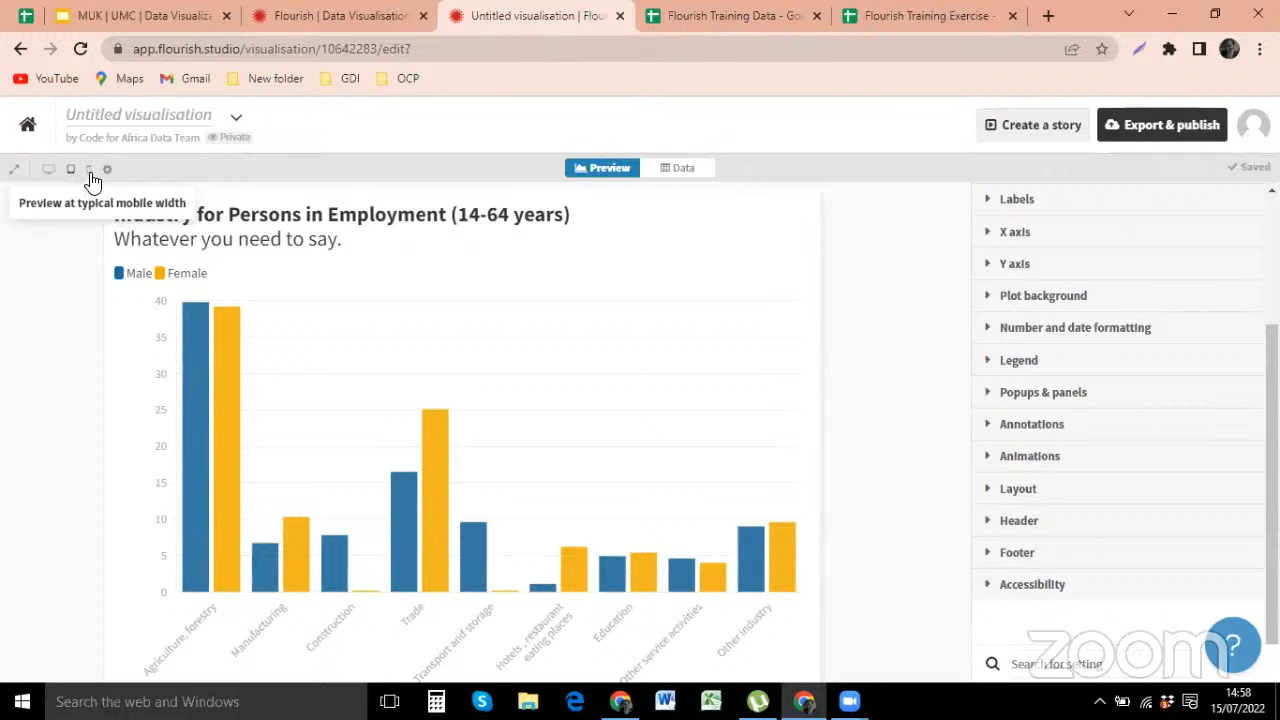 MUK | UMC | Data Visualiza
Flourish | Data Visualisation
Untitled visualisation | Flou
Flourish Training Data - Goo
Flourish Training Exercise -
app.flourish.studio/visualisation/10642283/edit?
YouTube
Maps
Gmail
New folder
GDI
OCP
Untitled visualisation
by Code for Africa Data Team
Private
Create a story
Export & publish
Preview
Data
Saved
Preview at typical mobile width
Industry for Persons in Employment (14-64 years)
Whatever you need to say.
Male
Female
40
35
30
25
20
15
10
5
0
Agriculture, forestry
Manufacturing
Construction
Trade
Transport and storage
Hotels , restaurant
eating places
Education
Other service activities
Other industry
Labels
X axis
Y axis
Plot background
Number and date formatting
Legend
Popups & panels
Annotations
Animations
Layout
Header
Footer
Accessibility
Search for setting
zoom
?
Search the web and Windows
14:58
15/07/2022